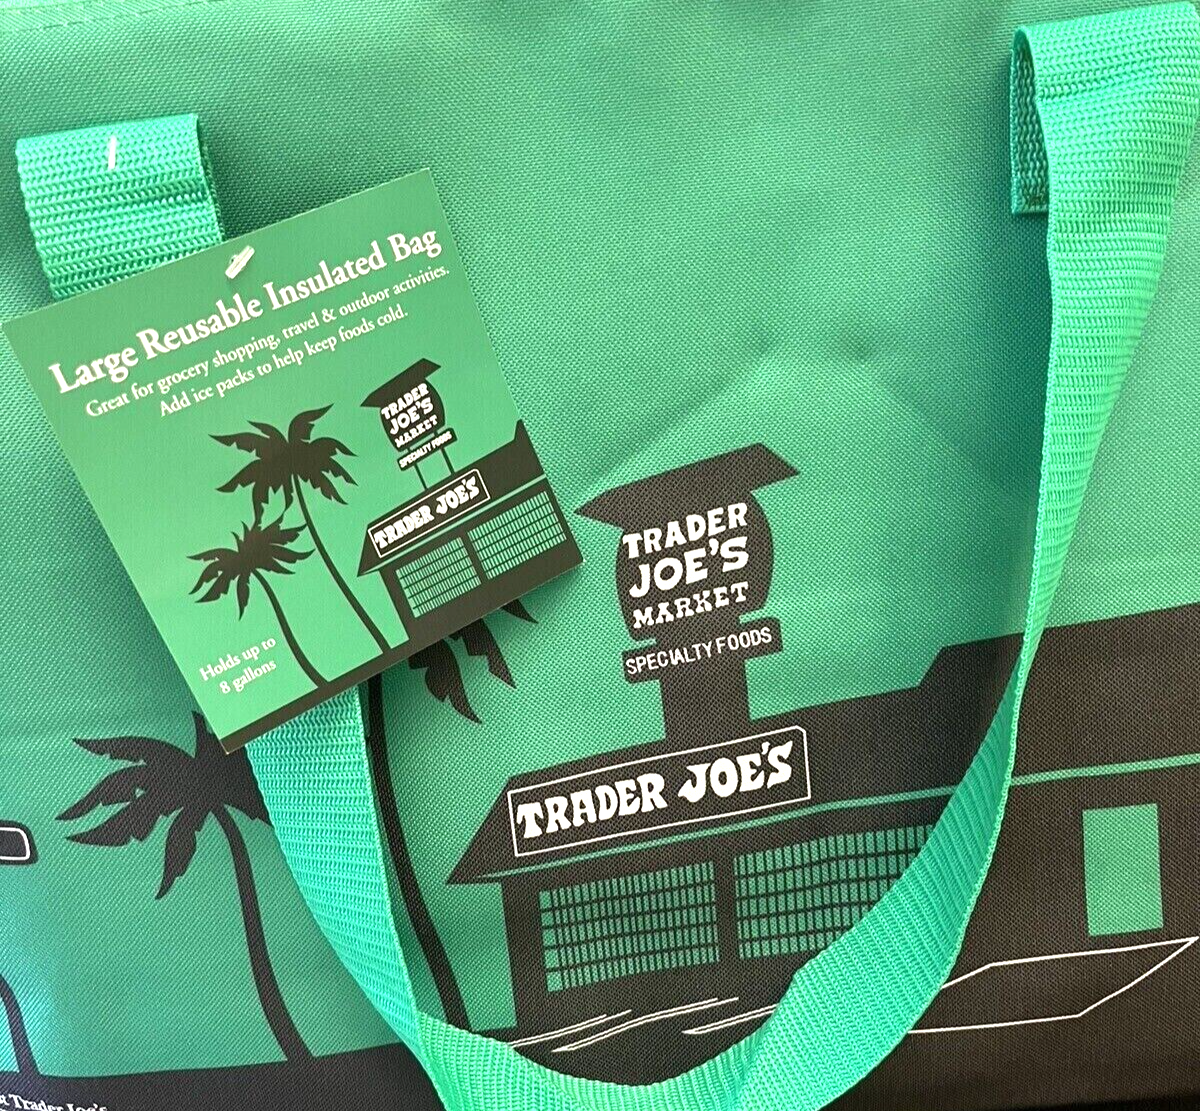 Large Reusable Insulated Bag
Great for grocery shopping, travel & outdoor activities.
Add ice packs to help keep foods cold.
TRADER
JOE'S
MARKET
SPECIALTY FOODS
TRADER JOE'S
Holds up to
8 gallons
TRADER
JOE'S
MARKET
SPECIALTY FOODS
TRADER JOE'S
Trader Joe's